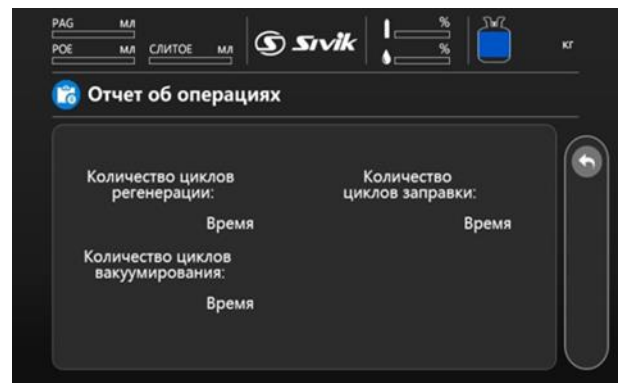 PAG мл
POE мл СЛИТОЕ мл
Sivik
%
%
кг
Отчет об операциях
Количество циклов
регенерации:
Время
Количество
циклов заправки:
Время
Количество циклов
вакуумирования:
Время